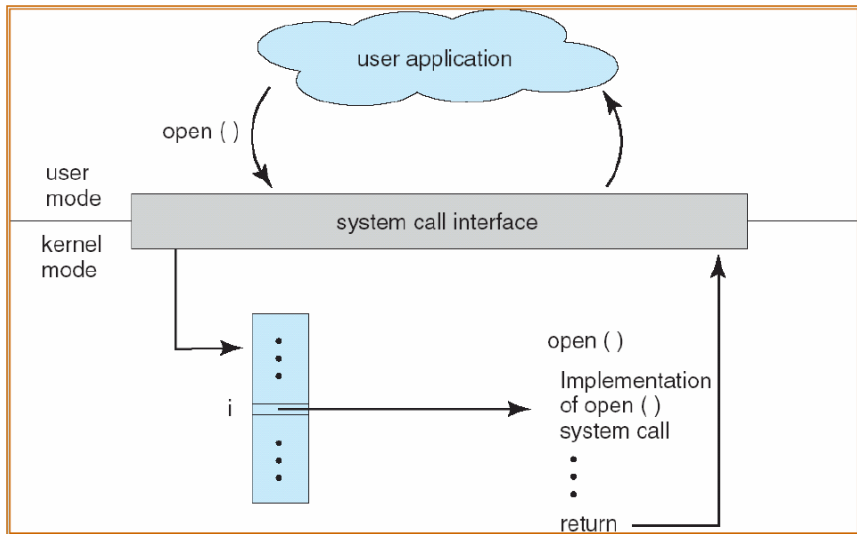 user application
open ( )
user
mode
system call interface
kernel
mode
open ( )
Implementation
of open ( )
system call
i
return